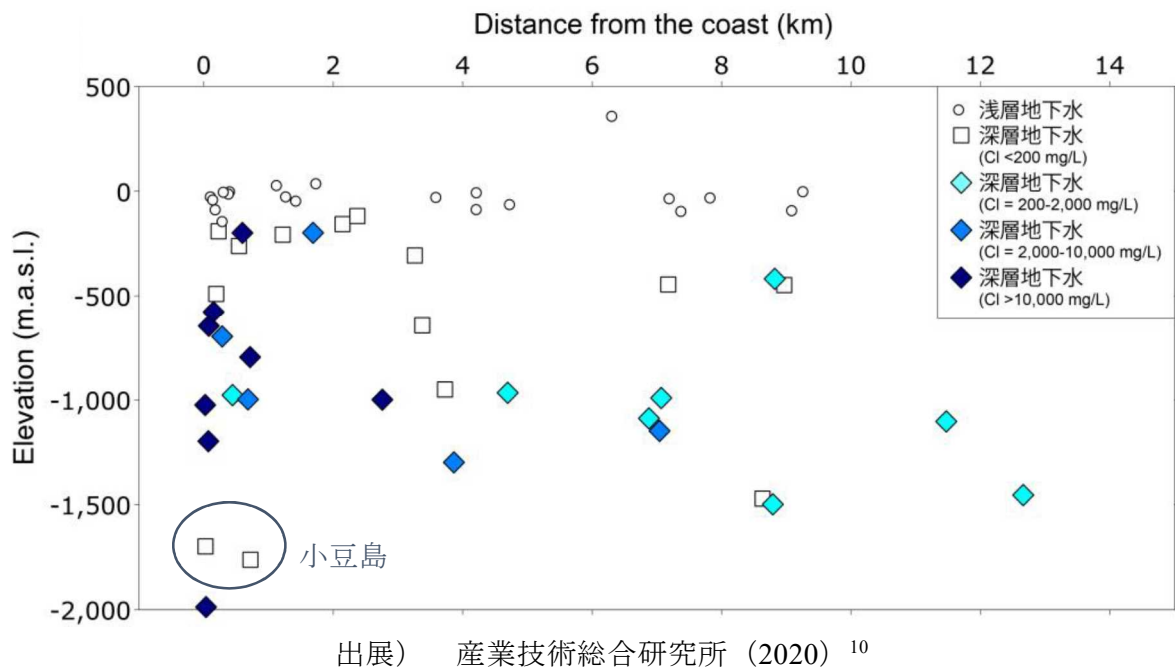 Distance from the coast (km)
0 2 4 6 8 10 12 14
Elevation (m.a.s.l.)
500
0
-500
-1,000
-1,500
-2,000
浅層地下水
深層地下水
(Cl <200 mg/L)
深層地下水
(Cl = 200-2,000 mg/L)
深層地下水
(Cl = 2,000-10,000 mg/L)
深層地下水
(Cl >10,000 mg/L)
小豆島
出展） 産業技術総合研究所（2020）10